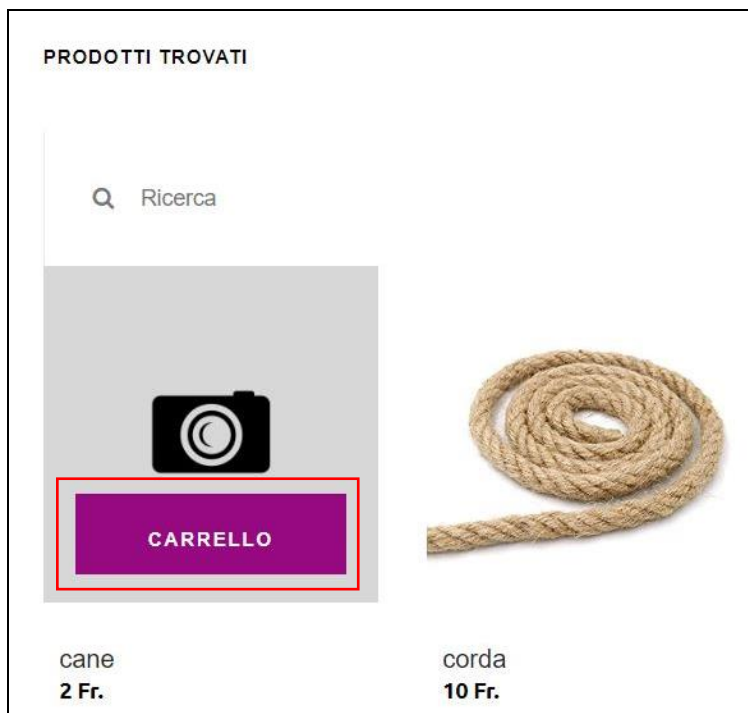 PRODOTTI TROVATI
Ricerca
CARRELLO
cane
2 Fr.
corda
10 Fr.